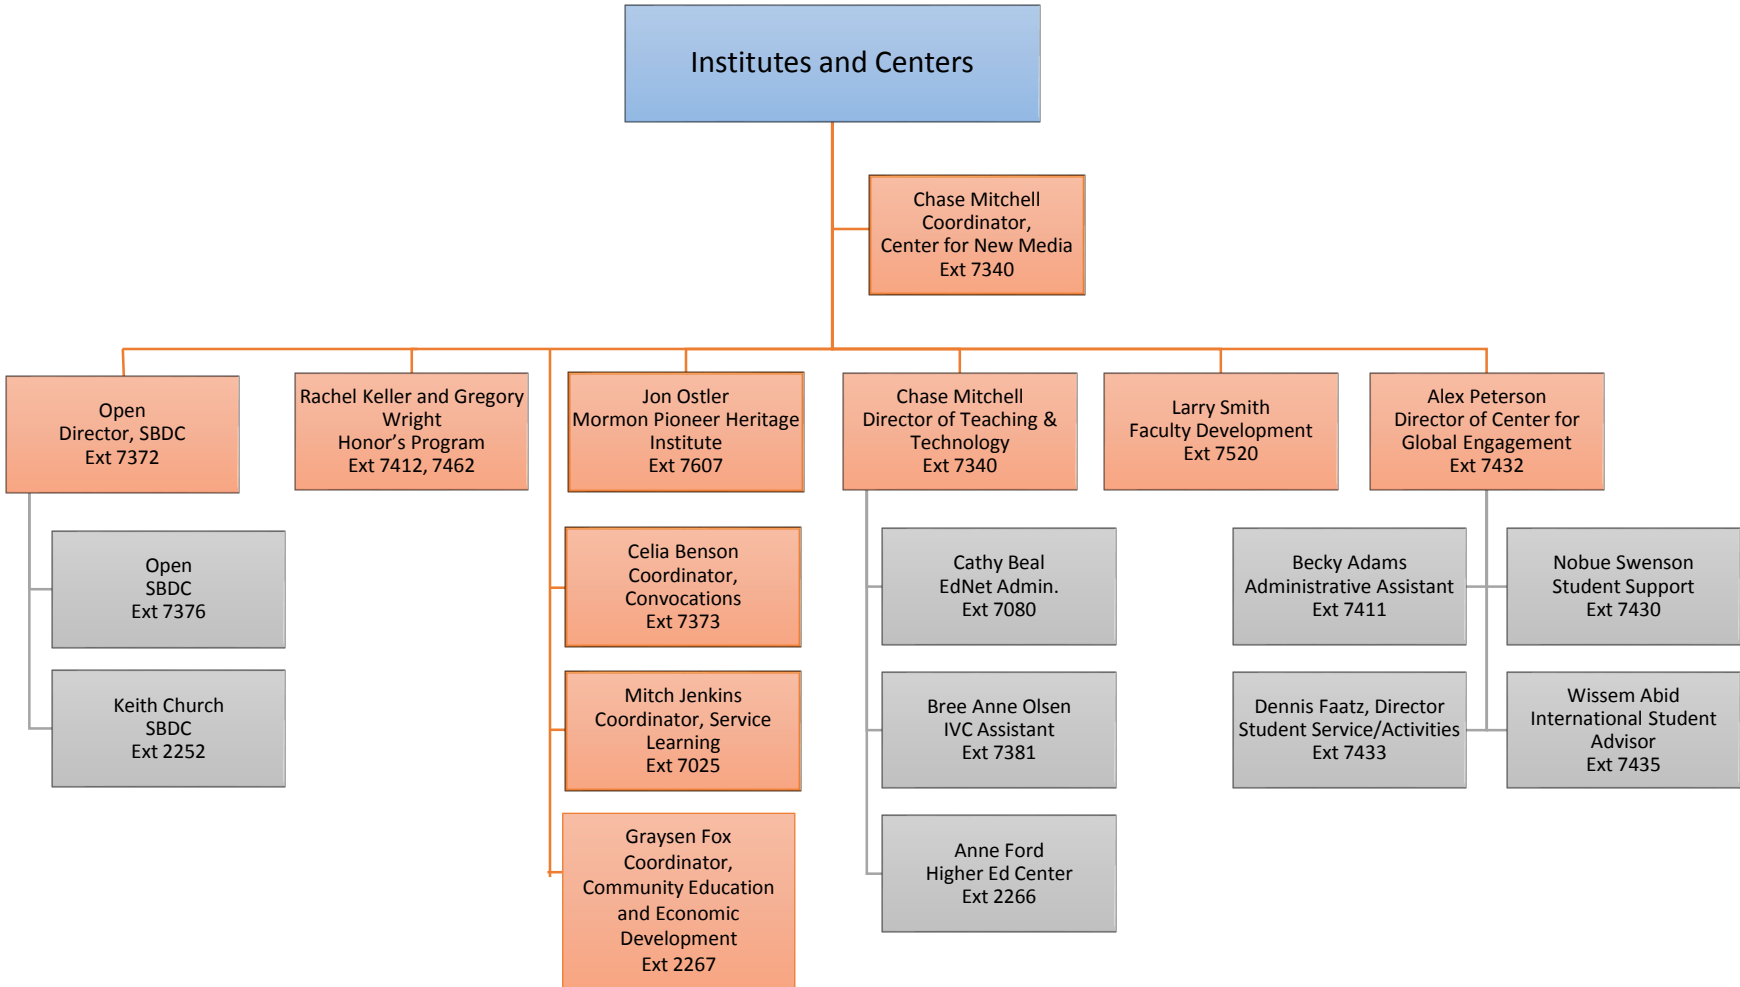 Institutes and Centers
Chase Mitchell
Coordinator,
Center for New Media
Ext 7340
Open
Director, SBDC
Ext 7372
Rachel Keller and Gregory
Wright
Honor’s Program
Ext 7412, 7462
Jon Ostler
Mormon Pioneer Heritage
Institute
Ext 7607
Chase Mitchell
Director of Teaching &
Technology
Ext 7340
Larry Smith
Faculty Development
Ext 7520
Alex Peterson
Director of Center for
Global Engagement
Ext 7432
Open
SBDC
Ext 7376
Keith Church
SBDC
Ext 2252
Celia Benson
Coordinator,
Convocations
Ext 7373
Mitch Jenkins
Coordinator, Service
Learning
Ext 7025
Graysen Fox
Coordinator,
Community Education
and Economic
Development
Ext 2267
Cathy Beal
EdNet Admin.
Ext 7080
Bree Anne Olsen
IVC Assistant
Ext 7381
Anne Ford
Higher Ed Center
Ext 2266
Becky Adams
Administrative Assistant
Ext 7411
Nobue Swenson
Student Support
Ext 7430
Dennis Faatz, Director
Student Service/Activities
Ext 7433
Wissem Abid
International Student
Advisor
Ext 7435